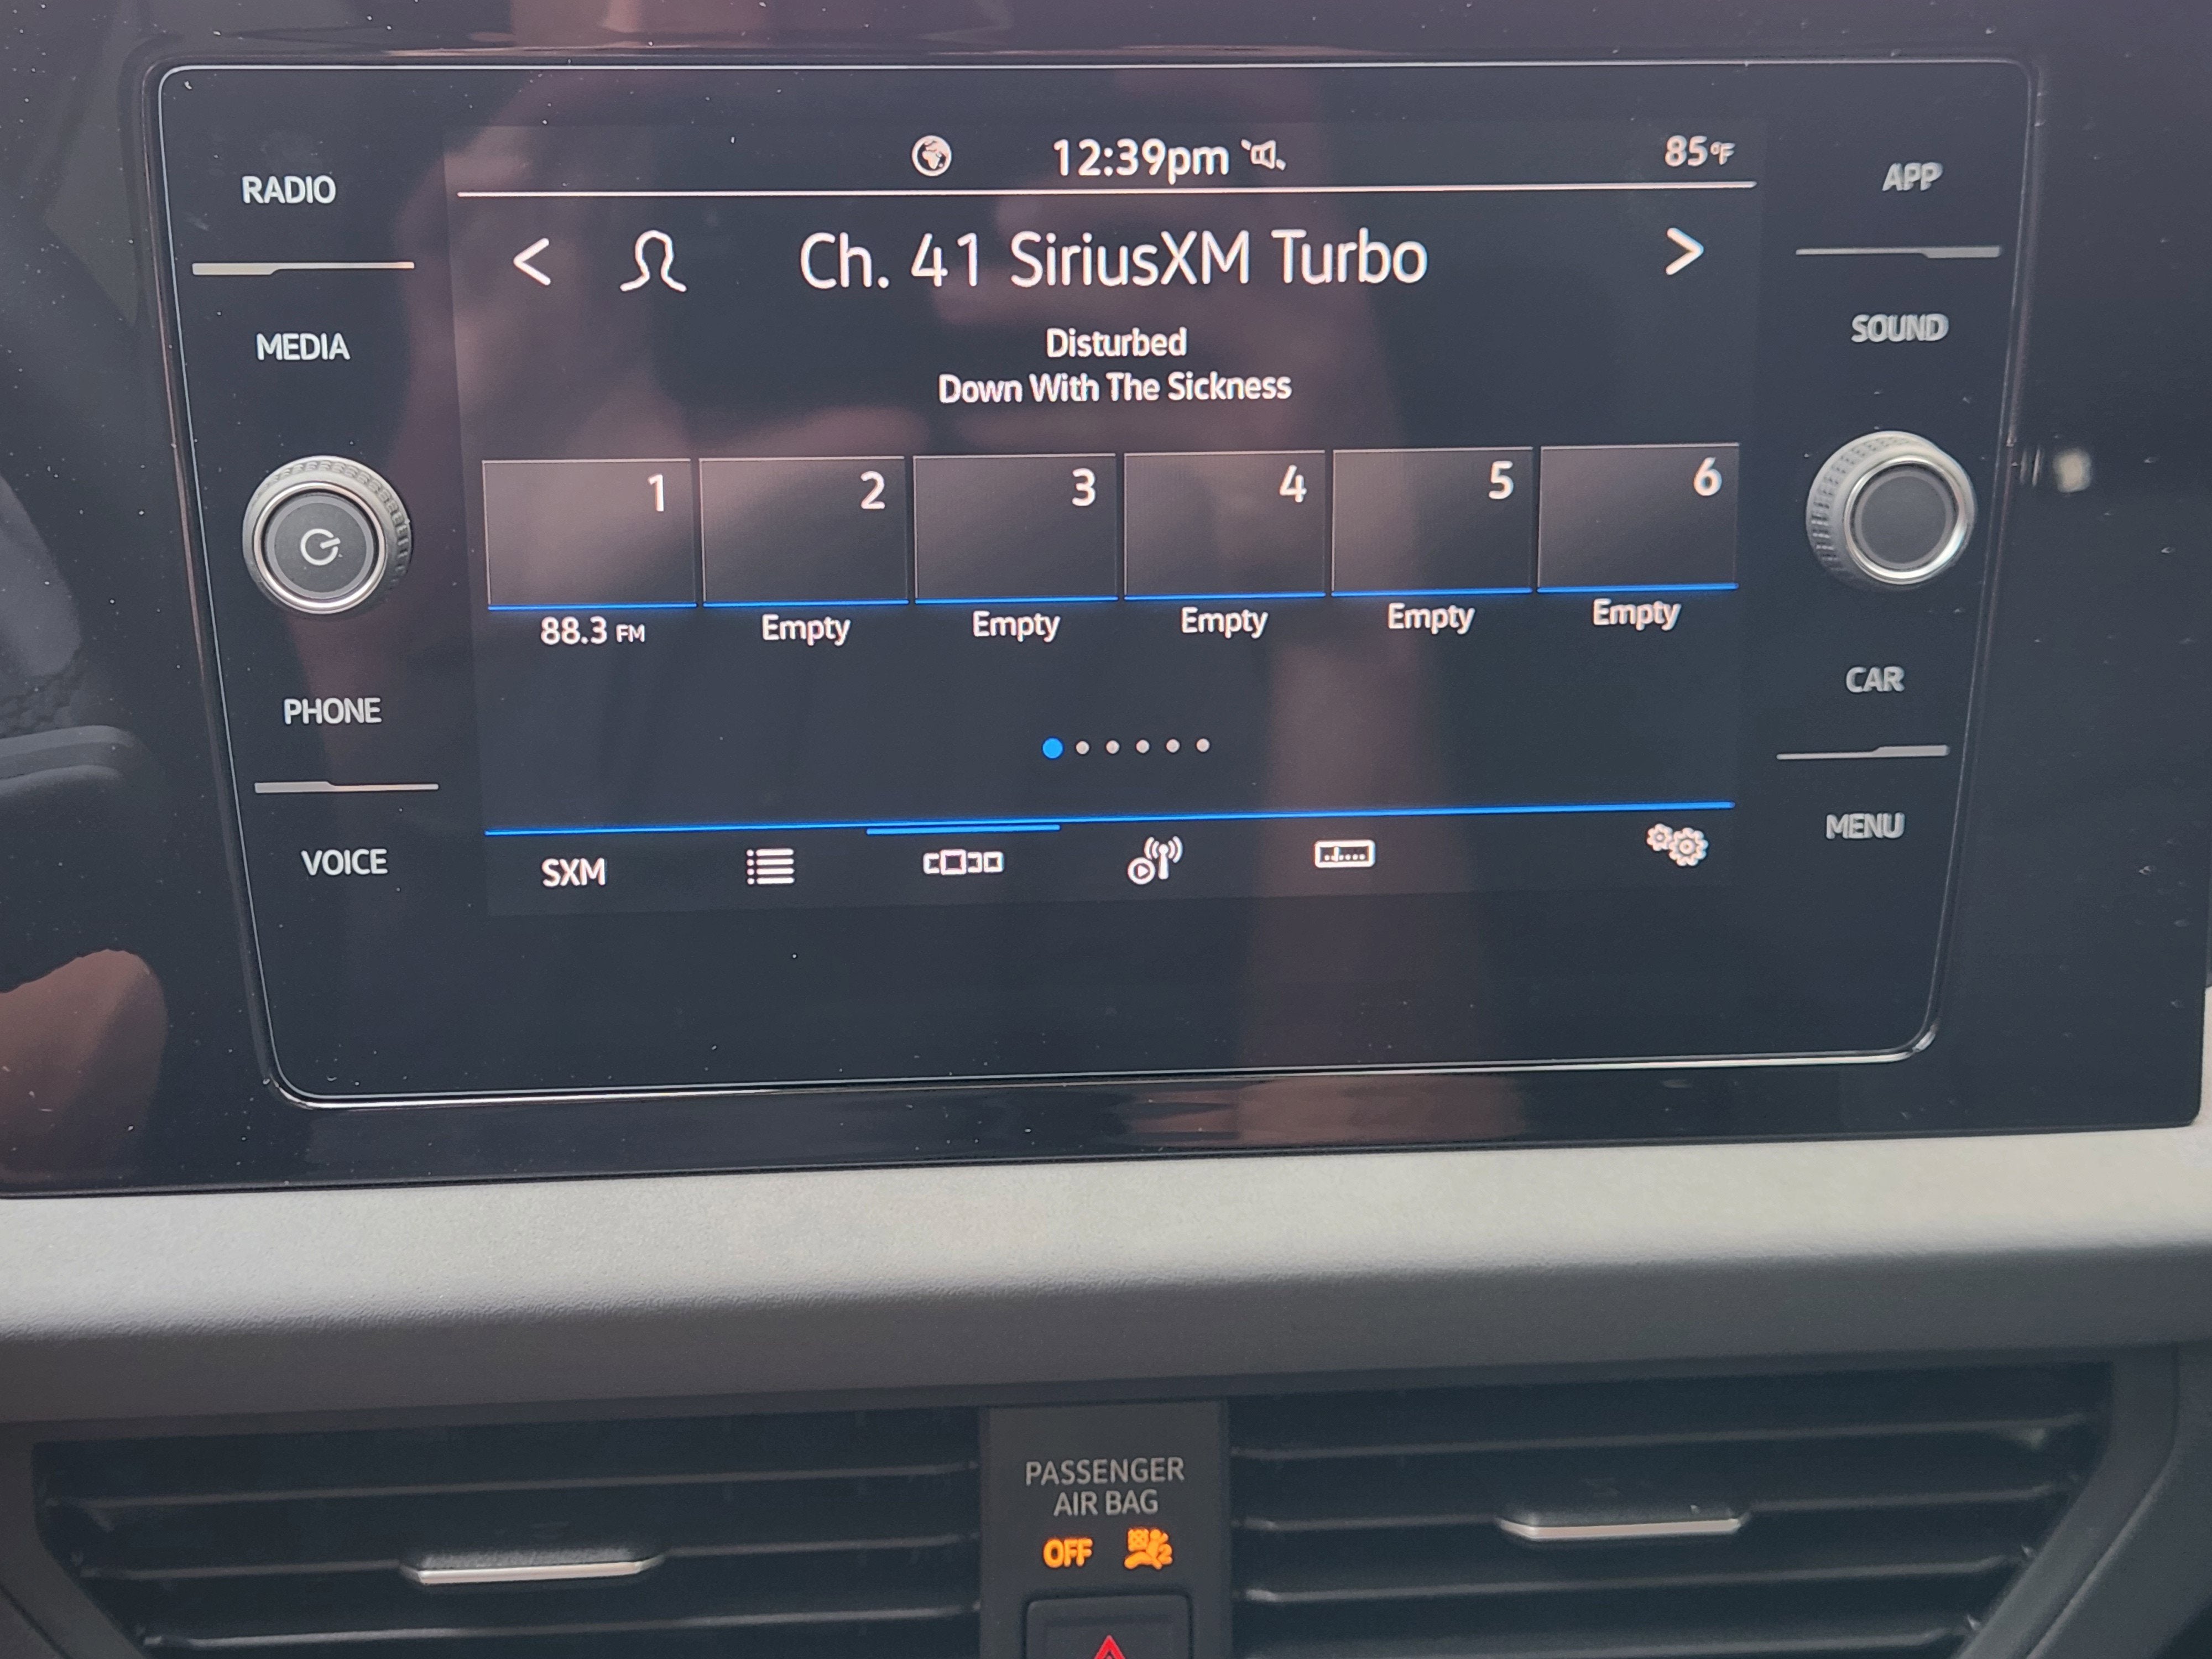 12:39pm 85°F
RADIO
APP
< Ch. 41 SiriusXM Turbo >
MEDIA
SOUND
Disturbed
Down With The Sickness
1 2 3 4 5 6
88.3 FM Empty Empty Empty Empty Empty
PHONE
CAR
VOICE
SXM
MENU
PASSENGER
AIR BAG
OFF
2